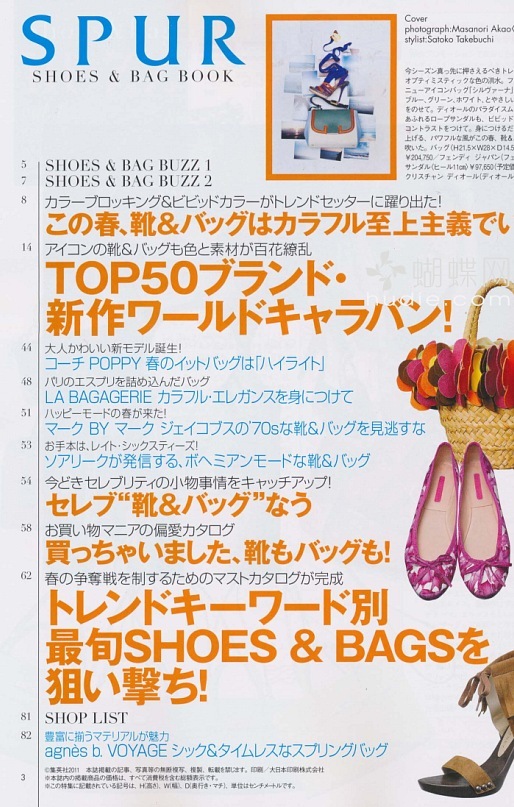 SPUR
SHOES & BAG BOOK
Cover
photograph:Masanori Akao
stylist:Satoko Takebuchi
今シーズン真っ先に押さえるべきトレ
オプティミスティックな色の洪水。フ
ニューアイコンバッグ「シルヴァーナ」
ブルー、グリーン、ホワイト、とやさしい
をのせて。ディオールのパラダイスム
あふれるロープサンダルも、ビビッド
コントラストをつけて。身につけるだ
上げる、パワフルな風がこの春、靴&
吹いた。バッグ(H21.5×W28×D14.5
¥204,750/フェンディ ジャパン(フェ
サンダル(ヒール11㎝)¥97,650(予定価
クリスチャン ディオール(ディオール
5 SHOES & BAG BUZZ 1
7 SHOES & BAG BUZZ 2
8 カラーブロッキング&ビビッドカラーがトレンドセッターに躍り出た!
この春、靴&バッグはカラフル至上主義でい
14 アイコンの靴&バッグも色と素材が百花繚乱
TOP50ブランド・
新作ワールドキャラバン!
蝴蝶网
hudie.com
44 大人かわいい新モデル誕生!
コーチ POPPY 春のイットバッグは「ハイライト」
48 パリのエスプリを詰め込んだバッグ
LA BAGAGERIE カラフル・エレガンスを身につけて
51 ハッピーモードの春が来た!
マーク BY マーク ジェイコブスの'70sな靴&バッグを見逃すな
53 お手本は、レイト・シックスティーズ!
ソアリークが発信する、ボヘミアンモードな靴&バッグ
54 今どきセレブリティの小物事情をキャッチアップ!
セレブ“靴&バッグ”なう
58 お買い物マニアの偏愛カタログ
買っちゃいました、靴もバッグも!
62 春の争奪戦を制するためのマストカタログが完成
トレンドキーワード別
最旬SHOES & BAGSを
狙い撃ち!
81 SHOP LIST
82 豊富に揃うマテリアルが魅力
agnès b. VOYAGE シック&タイムレスなスプリングバッグ
©集英社2011 本誌掲載の記事、写真等の無断複写、複製、転載を禁じます。印刷/大日本印刷株式会社
3 ※本誌内の掲載商品の価格は、すべて消費税を含む総額表示です。
※この特集に記載されている記号は、H(高さ)、W(幅)、D(奥行き・マチ)、単位はセンチメートルです。